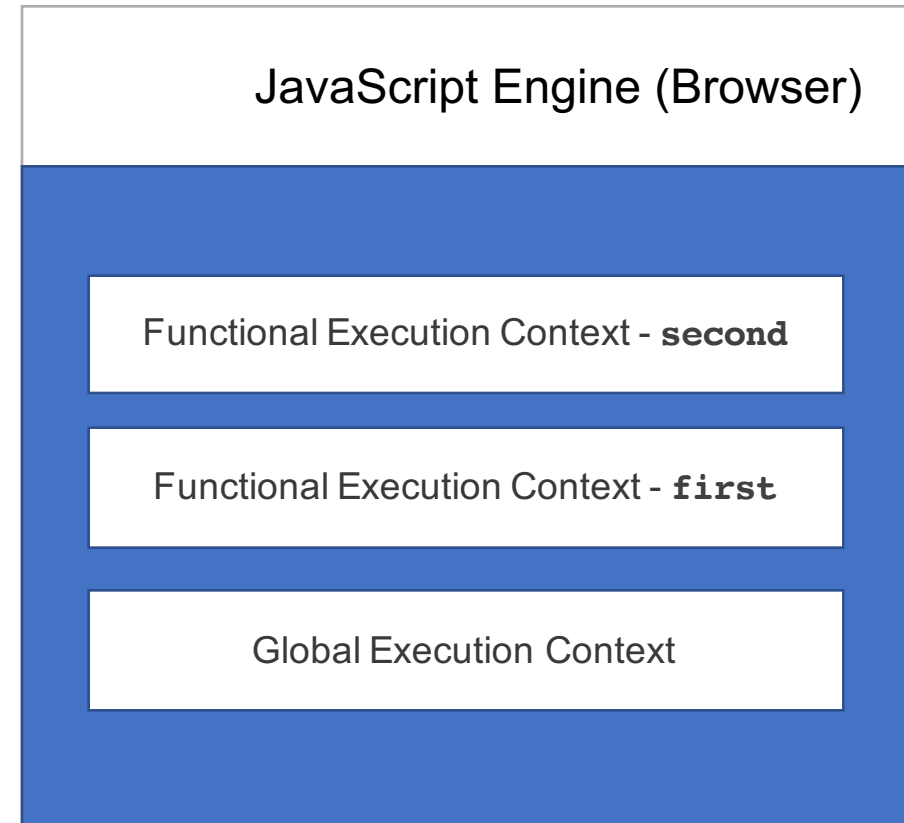 JavaScript Engine (Browser)
Functional Execution Context - second
Functional Execution Context - first
Global Execution Context